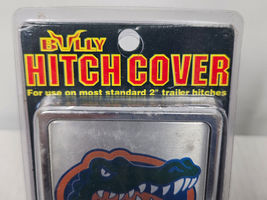 BULLY
HITCH COVER
For use on most standard 2" trailer hitches